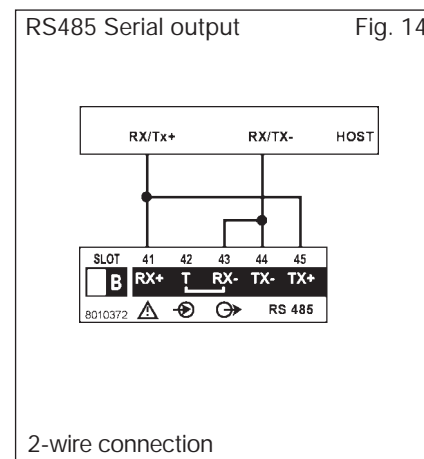 RS485 Serial output Fig. 14
RX/Tx+ RX/TX- HOST
SLOT 41 42 43 44 45
B RX+ T RX- TX- TX+
8010372 RS 485
2-wire connection